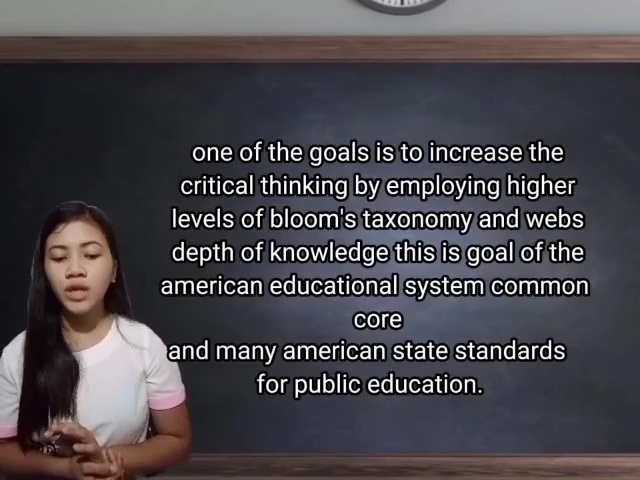 one of the goals is to increase the
critical thinking by employing higher
levels of bloom's taxonomy and webs
depth of knowledge this is goal of the
american educational system common
core
and many american state standards
for public education.